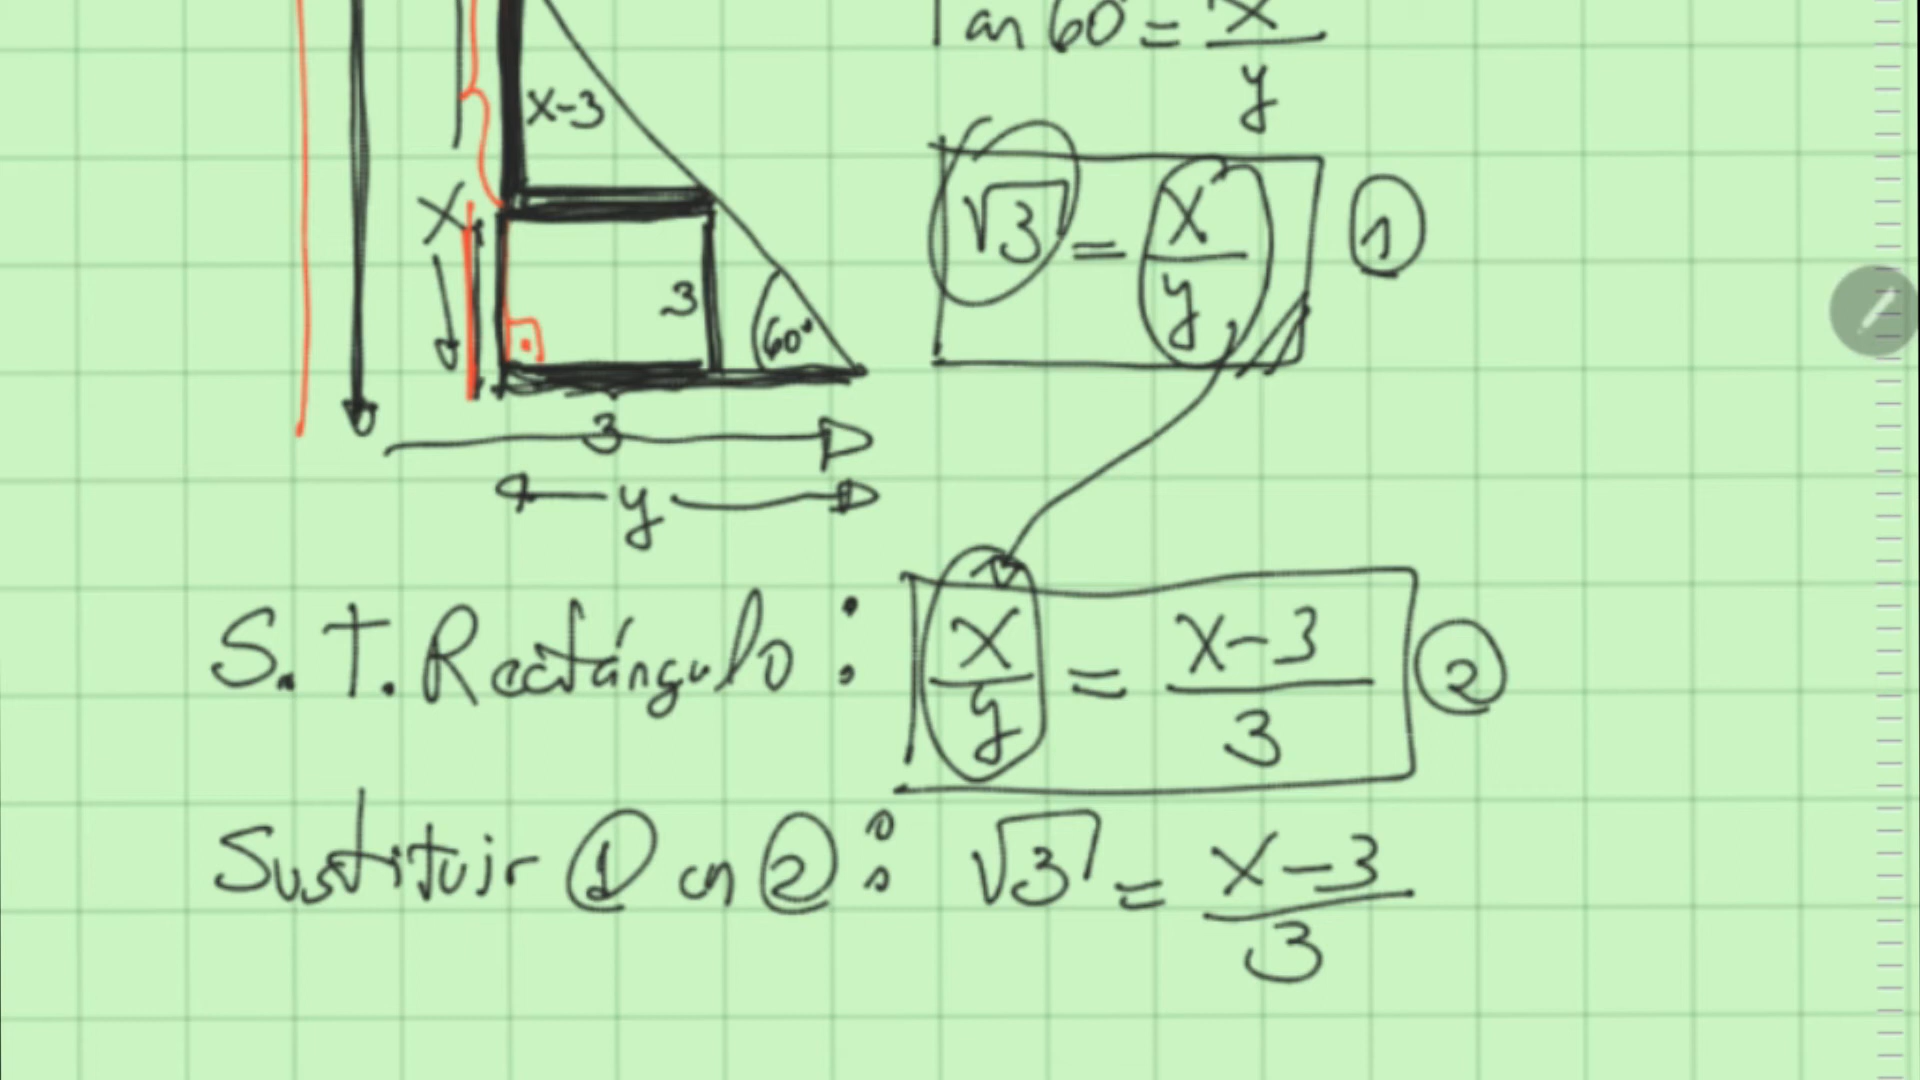 Tan 60° = x/y
x-3
√3 = x/y ①
x
3
60°
3
y
S. T. Rectángulo : x/y = x-3/3 ②
Sustituir ① en ② : √3 = x-3/3